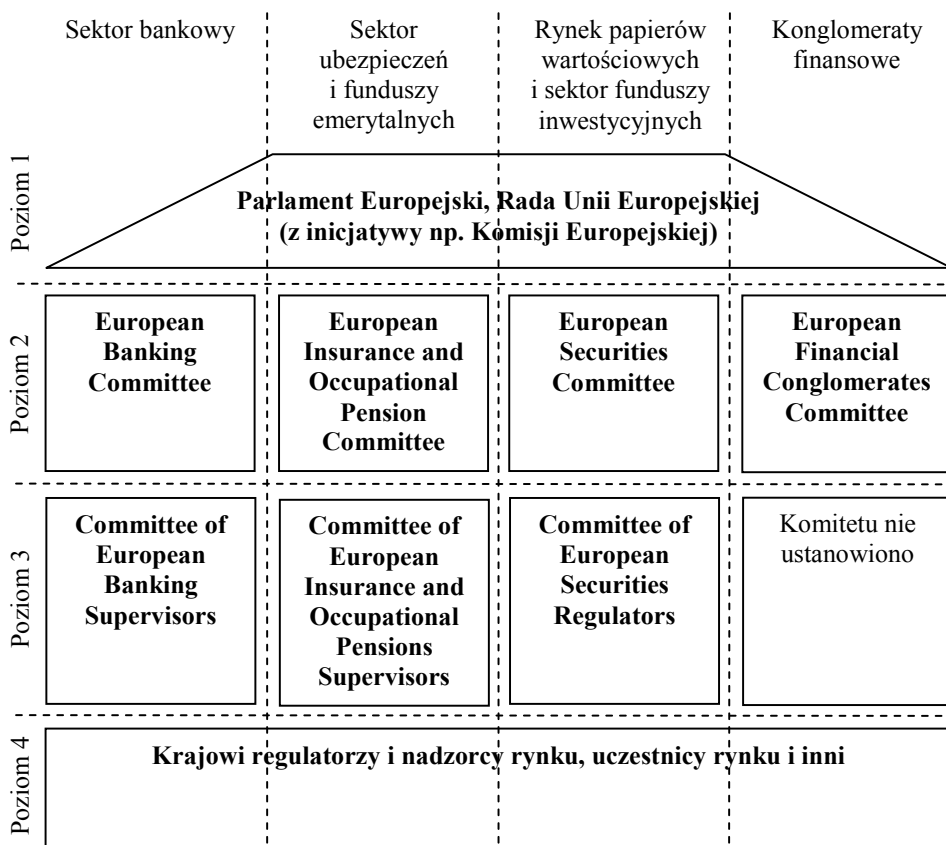 Sektor bankowy
Sektor
ubezpieczeń
i funduszy
emerytalnych
Rynek papierów
wartościowych
i sektor funduszy
inwestycyjnych
Konglomeraty
finansowe
Poziom 1
Parlament Europejski, Rada Unii Europejskiej
(z inicjatywy np. Komisji Europejskiej)
Poziom 2
European
Banking
Committee
European
Insurance and
Occupational
Pension
Committee
European
Securities
Committee
European
Financial
Conglomerates
Committee
Poziom 3
Committee of
European
Banking
Supervisors
Committee of
European
Insurance and
Occupational
Pensions
Supervisors
Committee of
European
Securities
Regulators
Komitetu nie
ustanowiono
Poziom 4
Krajowi regulatorzy i nadzorcy rynku, uczestnicy rynku i inni